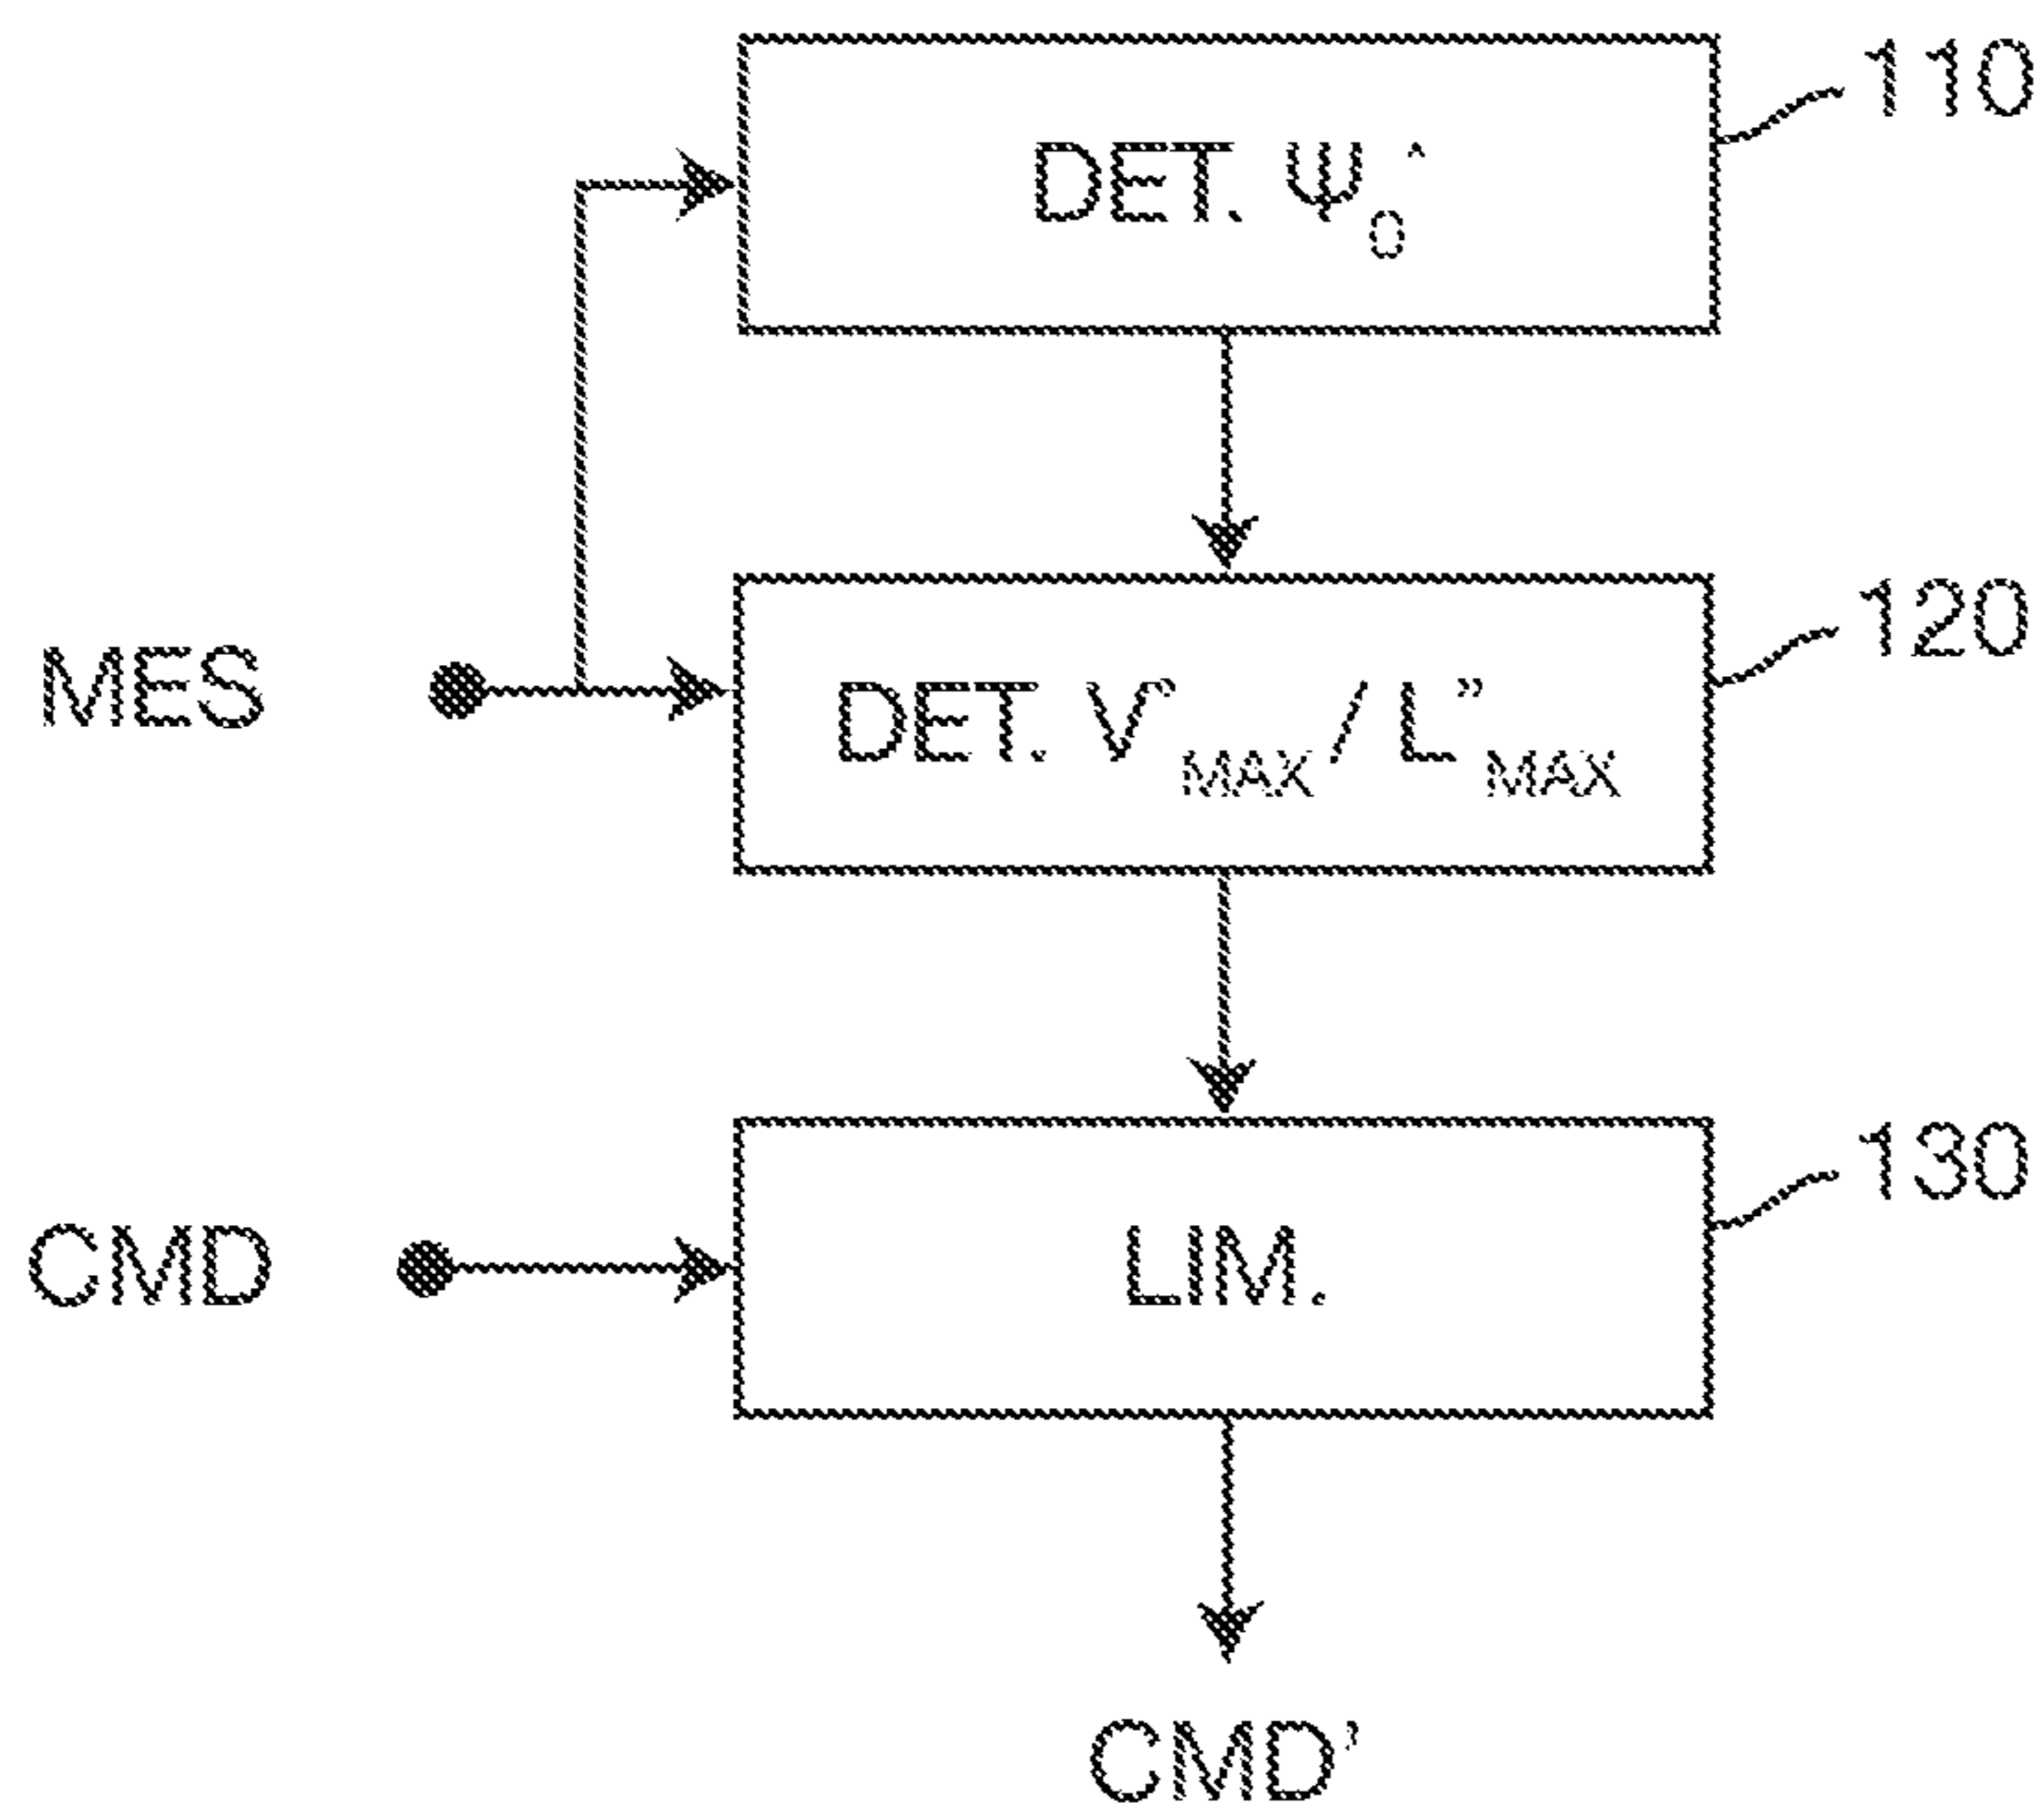 110
DET. Ψ₀^
MES
120
DET. V"MAX / L"MAX
CMD
130
LIM.
CMD'